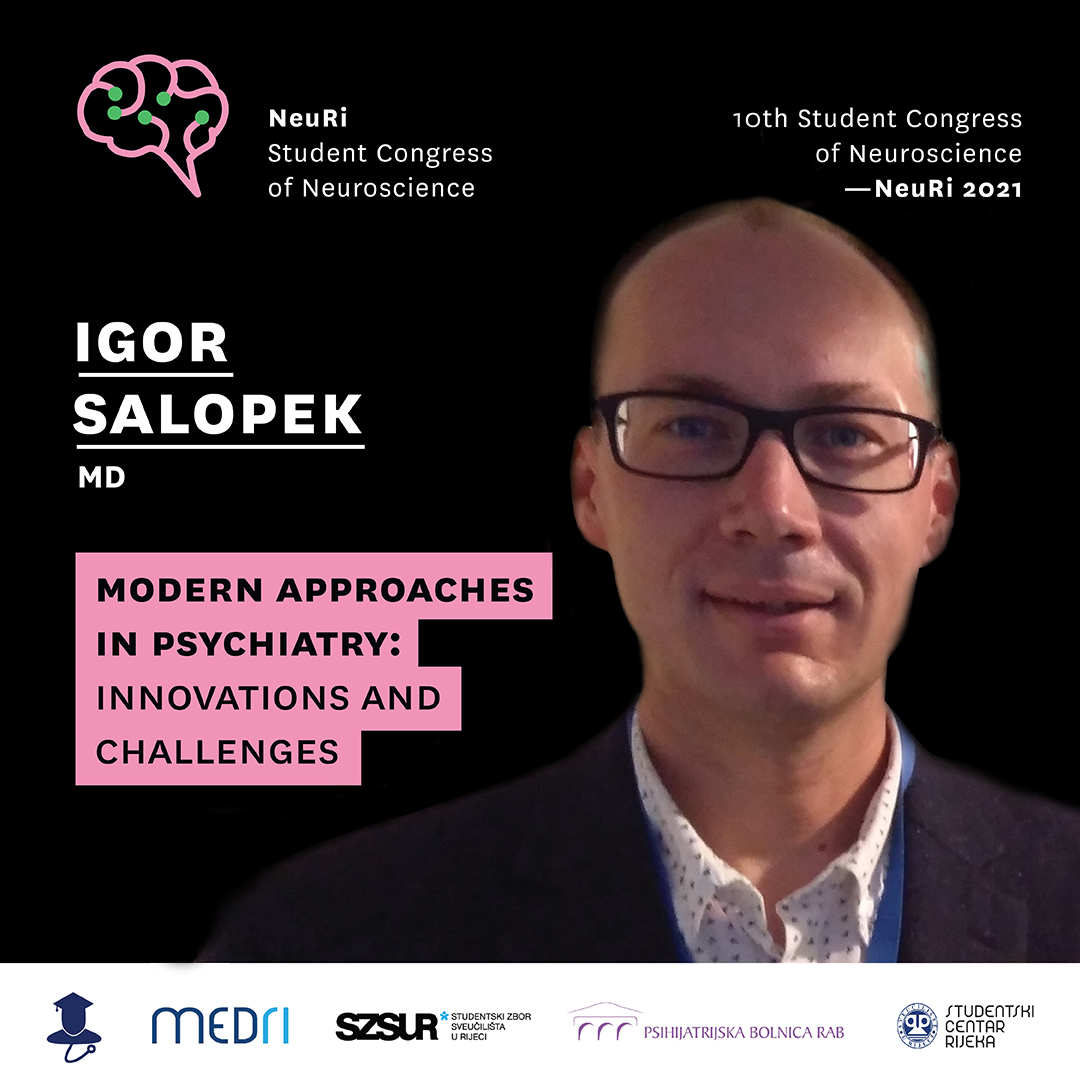 NeuRi
Student Congress
of Neuroscience
10th Student Congress
of Neuroscience
—NeuRi 2021
IGOR
SALOPEK
MD
MODERN APPROACHES
IN PSYCHIATRY:
INNOVATIONS AND
CHALLENGES
MEDRI
SZSUR*
STUDENTSKI ZBOR
SVEUČILIŠTA
U RIJECI
PSIHIJATRIJSKA BOLNICA RAB
STUDENTSKI
CENTAR
RIJEKA